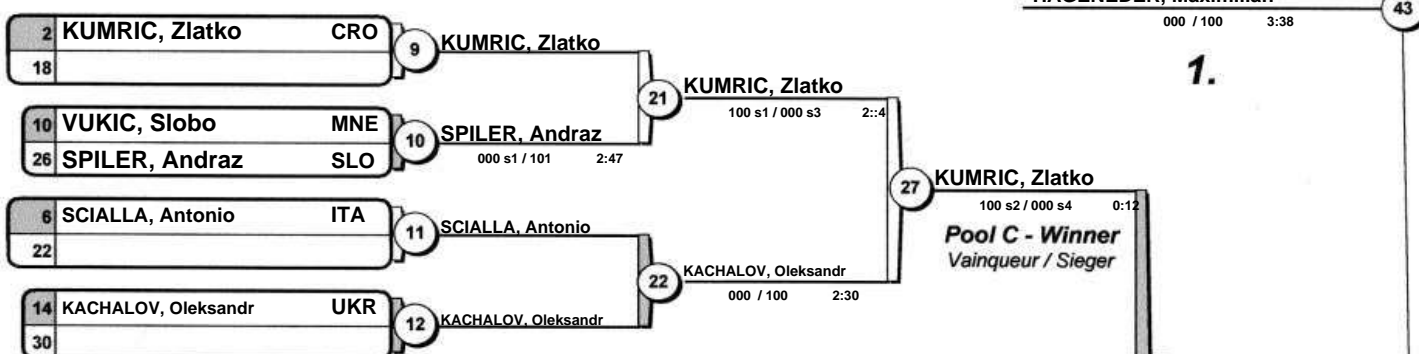 HAGENEDER, Maximilian
43
000 / 100 3:38
1.
2 KUMRIC, Zlatko CRO
18
9
KUMRIC, Zlatko
10 VUKIC, Slobo MNE
26 SPILER, Andraz SLO
10
SPILER, Andraz
000 s1 / 101 2:47
21
KUMRIC, Zlatko
100 s1 / 000 s3 2::4
6 SCIALLA, Antonio ITA
22
11
SCIALLA, Antonio
14 KACHALOV, Oleksandr UKR
30
12
KACHALOV, Oleksandr
22
KACHALOV, Oleksandr
000 / 100 2:30
27
KUMRIC, Zlatko
100 s2 / 000 s4 0:12
Pool C - Winner
Vainqueur / Sieger